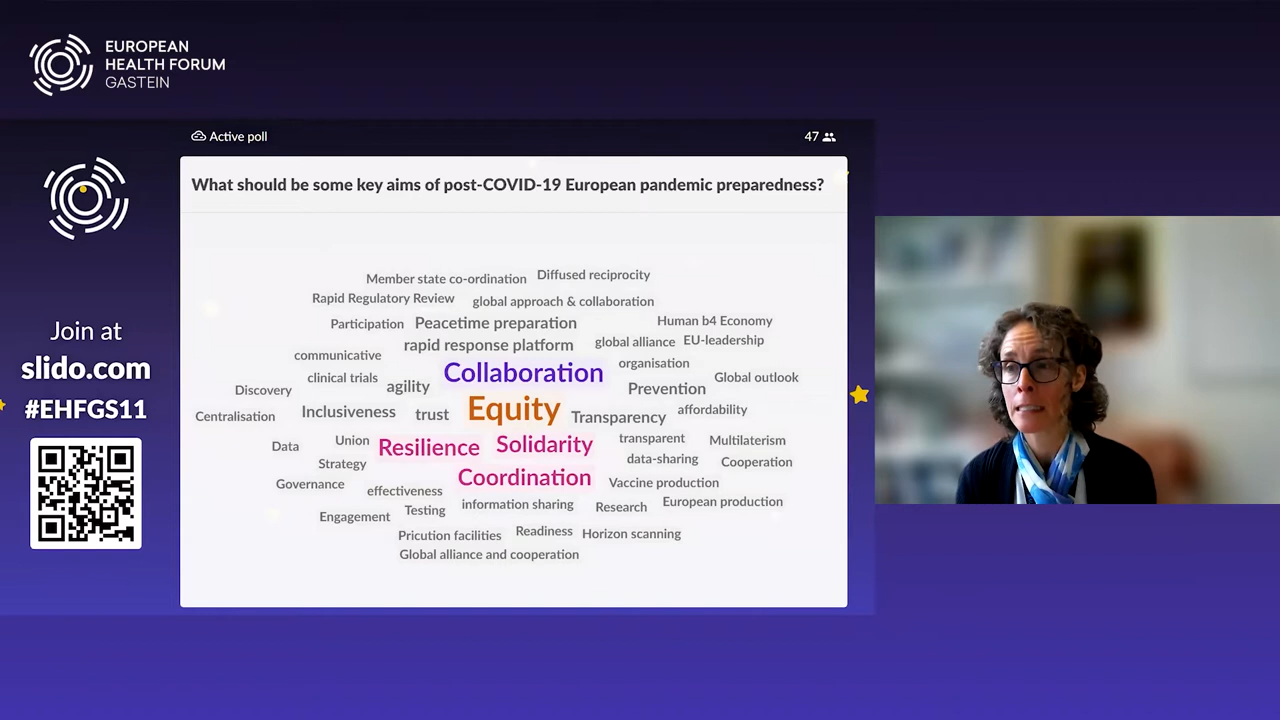 EUROPEAN
HEALTH FORUM
GASTEIN
Active poll
47
What should be some key aims of post-COVID-19 European pandemic preparedness?
Join at
slido.com
#EHFGS11
Member state co-ordination
Diffused reciprocity
Rapid Regulatory Review
global approach & collaboration
Participation
Peacetime preparation
Human b4 Economy
rapid response platform
global alliance
EU-leadership
communicative
organisation
clinical trials
agility
Collaboration
Prevention
Global outlook
Discovery
Centralisation
Inclusiveness
trust
Equity
Transparency
affordability
Data
Union
Resilience
Solidarity
transparent
Multilaterism
Strategy
data-sharing
Cooperation
Governance
effectiveness
Coordination
Vaccine production
Engagement
Testing
information sharing
Research
European production
Pricution facilities
Readiness
Horizon scanning
Global alliance and cooperation